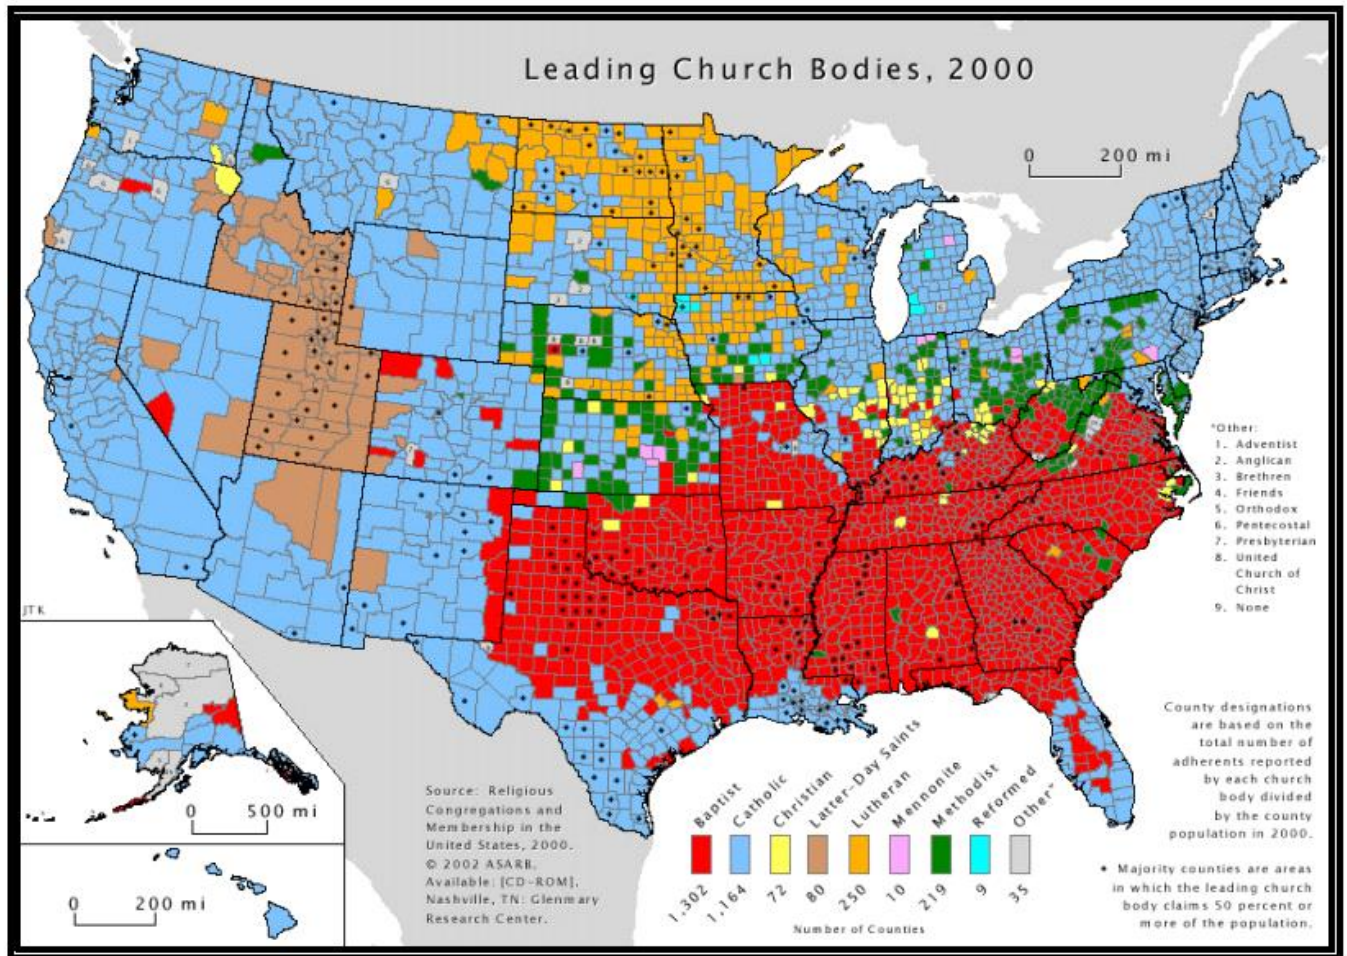 Leading Church Bodies, 2000
0 200 mi
*Other:
1. Adventist
2. Anglican
3. Brethren
4. Friends
5. Orthodox
6. Pentecostal
7. Presbyterian
8. United
Church of
Christ
9. None
JTK
County designations
are based on the
total number of
adherents reported
by each church
body divided
by the county
population in 2000.
• Majority counties are areas
in which the leading church
body claims 50 percent or
more of the population.
Source: Religious
Congregations and
Membership in the
United States, 2000.
© 2002 ASARB.
Available: [CD-ROM].
Nashville, TN: Glenmary
Research Center.
Baptist
Catholic
Christian
Latter-Day Saints
Lutheran
Mennonite
Methodist
Reformed
Other*
1,302
1,164
72
80
250
10
219
9
35
Number of Counties
0 500 mi
0 200 mi